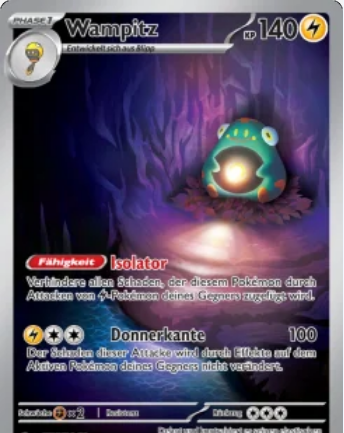 PHASE 1
Wampitz
KP 140
Entwickelt sich aus Blipp
Fähigkeit Isolator
Verhindere allen Schaden, der diesem Pokémon durch
Attacken von -Pokémon deines Gegners zugefügt wird.
Donnerkante 100
Der Schaden dieser Attacke wird durch Effekte auf dem
Aktiven Pokémon deines Gegners nicht verändert.
Schwäche ×2 Resistenz Rückzug